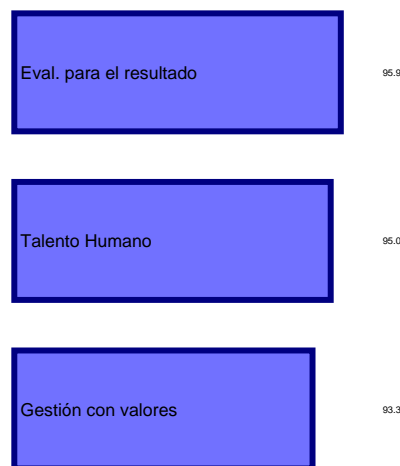 Eval. para el resultado 95.9
Talento Humano 95.0
Gestión con valores 93.3